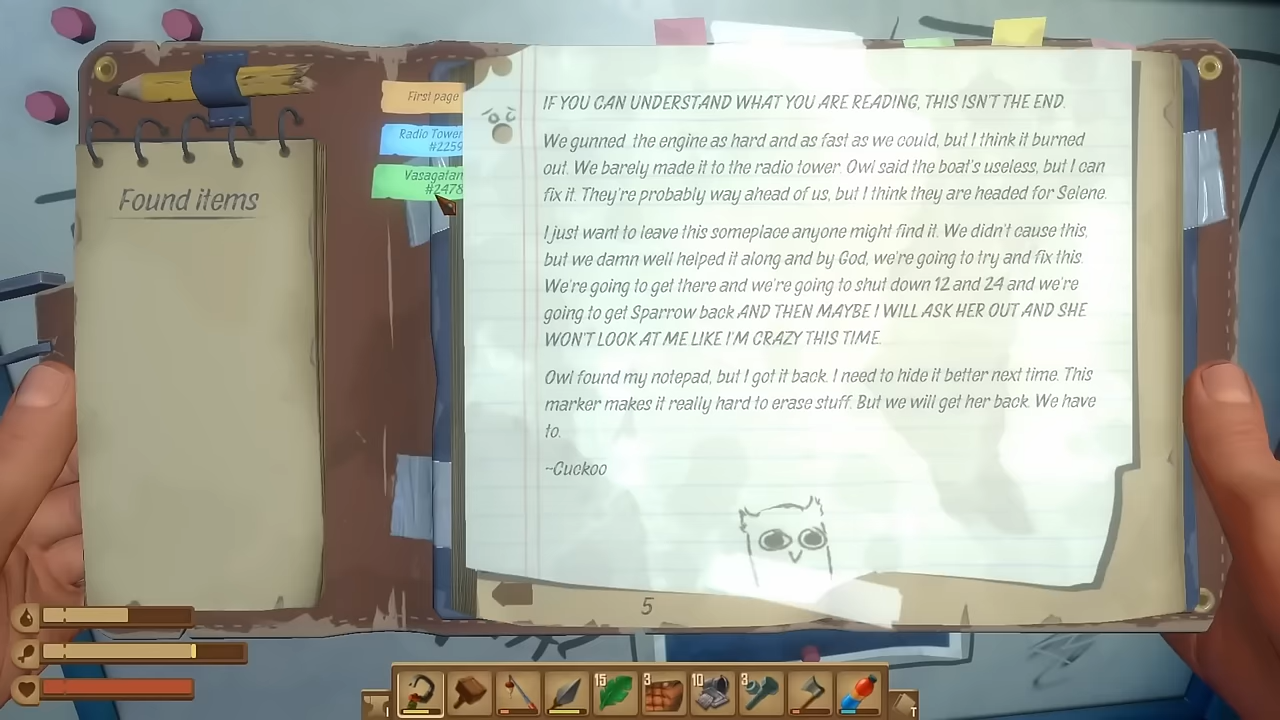 First page
Radio Tower
#2259
Vasagatan
#2478
Found items
IF YOU CAN UNDERSTAND WHAT YOU ARE READING, THIS ISN'T THE END.
We gunned the engine as hard and as fast as we could, but I think it burned
out. We barely made it to the radio tower. Owl said the boat's useless, but I can
fix it. They're probably way ahead of us, but I think they are headed for Selene.
I just want to leave this someplace anyone might find it. We didn't cause this,
but we damn well helped it along and by God, we're going to try and fix this.
We're going to get there and we're going to shut down 12 and 24 and we're
going to get Sparrow back AND THEN MAYBE I WILL ASK HER OUT AND SHE
WON'T LOOK AT ME LIKE I'M CRAZY THIS TIME.
Owl found my notepad, but I got it back. I need to hide it better next time. This
marker makes it really hard to erase stuff. But we will get her back. We have
to.
~Cuckoo
5
I 15 3 10 3 T